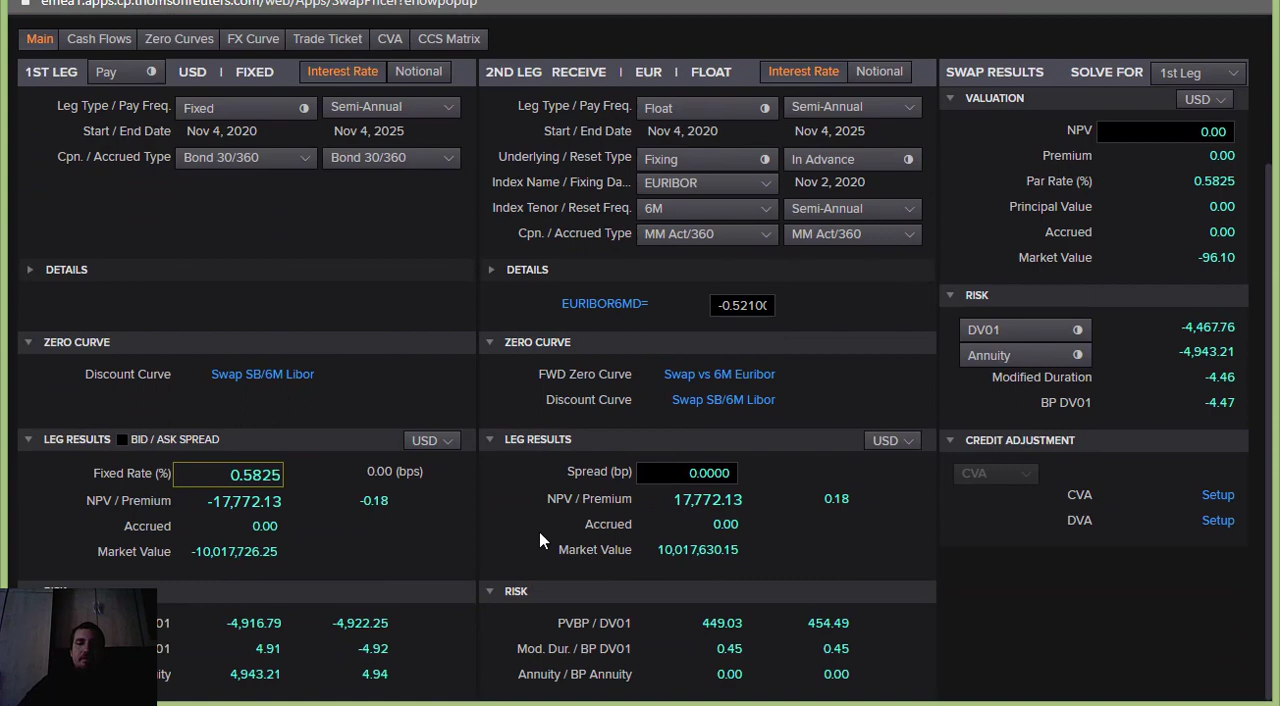 emea1.apps.cp.thomsonreuters.com/web/Apps/SwapPricer?
Main Cash Flows Zero Curves FX Curve Trade Ticket CVA CCS Matrix
1ST LEG Pay USD | FIXED Interest Rate Notional
Leg Type / Pay Freq. Fixed Semi-Annual
Start / End Date Nov 4, 2020 Nov 4, 2025
Cpn. / Accrued Type Bond 30/360 Bond 30/360
DETAILS
ZERO CURVE
Discount Curve Swap SB/6M Libor
LEG RESULTS BID / ASK SPREAD USD
Fixed Rate (%) 0.5825 0.00 (bps)
NPV / Premium -17,772.13 -0.18
Accrued 0.00
Market Value -10,017,726.25
01 -4,916.79 -4,922.25
01 4.91 -4.92
ity 4,943.21 4.94
2ND LEG RECEIVE | EUR | FLOAT Interest Rate Notional
Leg Type / Pay Freq. Float Semi-Annual
Start / End Date Nov 4, 2020 Nov 4, 2025
Underlying / Reset Type Fixing In Advance
Index Name / Fixing Da... EURIBOR Nov 2, 2020
Index Tenor / Reset Freq. 6M Semi-Annual
Cpn. / Accrued Type MM Act/360 MM Act/360
DETAILS
EURIBOR6MD= -0.5210(
ZERO CURVE
FWD Zero Curve Swap vs 6M Euribor
Discount Curve Swap SB/6M Libor
LEG RESULTS USD
Spread (bp) 0.0000
NPV / Premium 17,772.13 0.18
Accrued 0.00
Market Value 10,017,630.15
RISK
PVBP / DV01 449.03 454.49
Mod. Dur. / BP DV01 0.45 0.45
Annuity / BP Annuity 0.00 0.00
SWAP RESULTS SOLVE FOR 1st Leg
VALUATION USD
NPV 0.00
Premium 0.00
Par Rate (%) 0.5825
Principal Value 0.00
Accrued 0.00
Market Value -96.10
RISK
DV01 -4,467.76
Annuity -4,943.21
Modified Duration -4.46
BP DV01 -4.47
CREDIT ADJUSTMENT
CVA
CVA Setup
DVA Setup